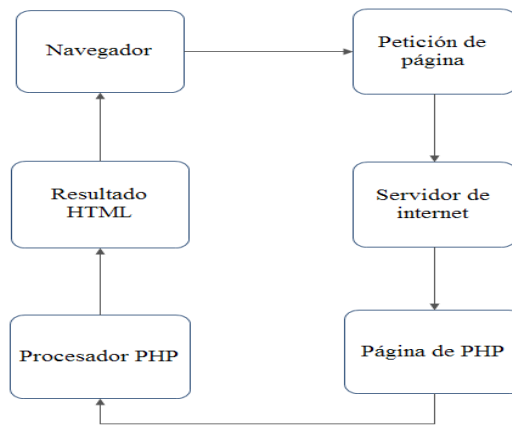 Navegador
Petición de
página
Resultado
HTML
Servidor de
internet
Procesador PHP
Página de PHP